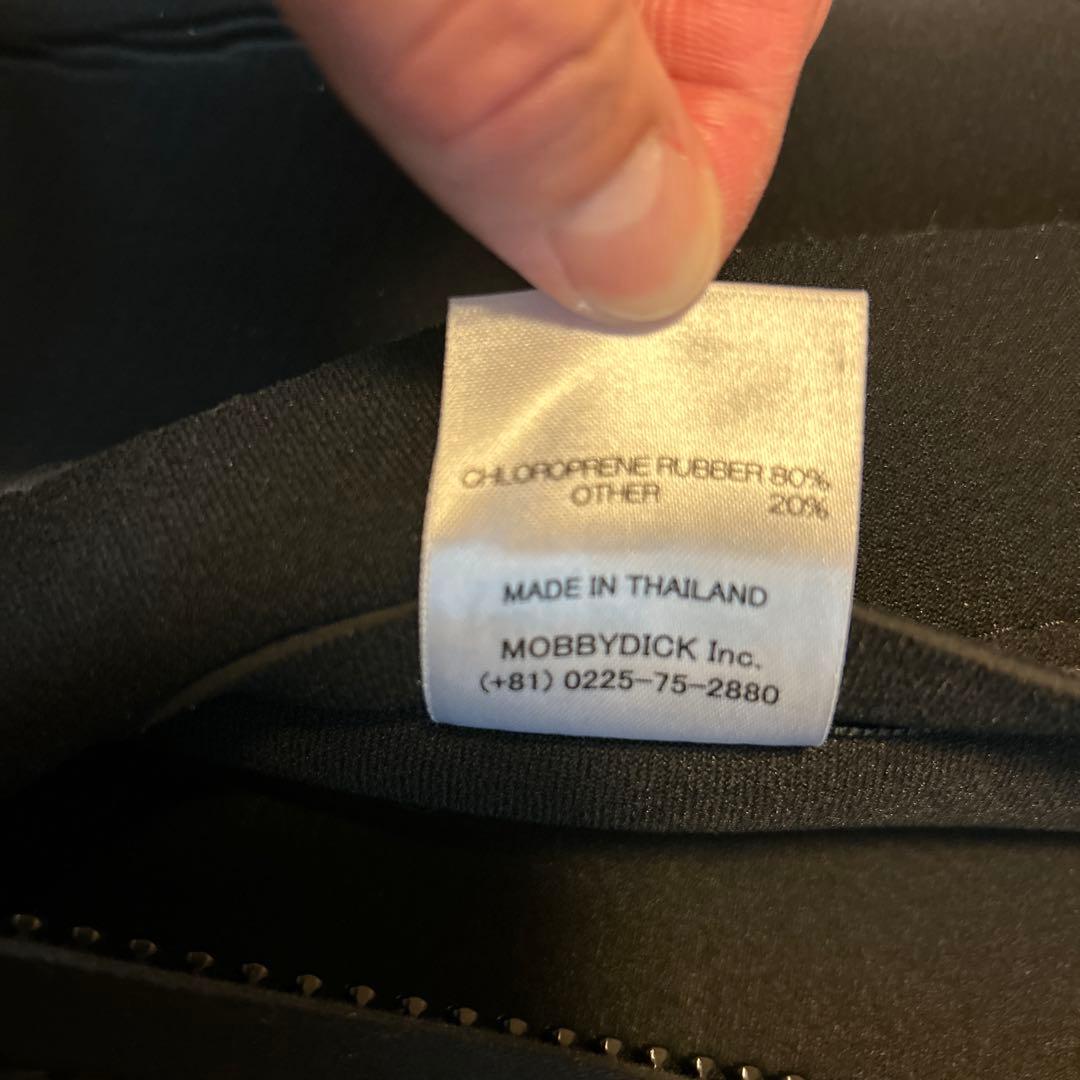 CHLOROPRENE RUBBER 80%
OTHER 20%
MADE IN THAILAND
MOBBYDICK Inc.
(+81) 0225-75-2880